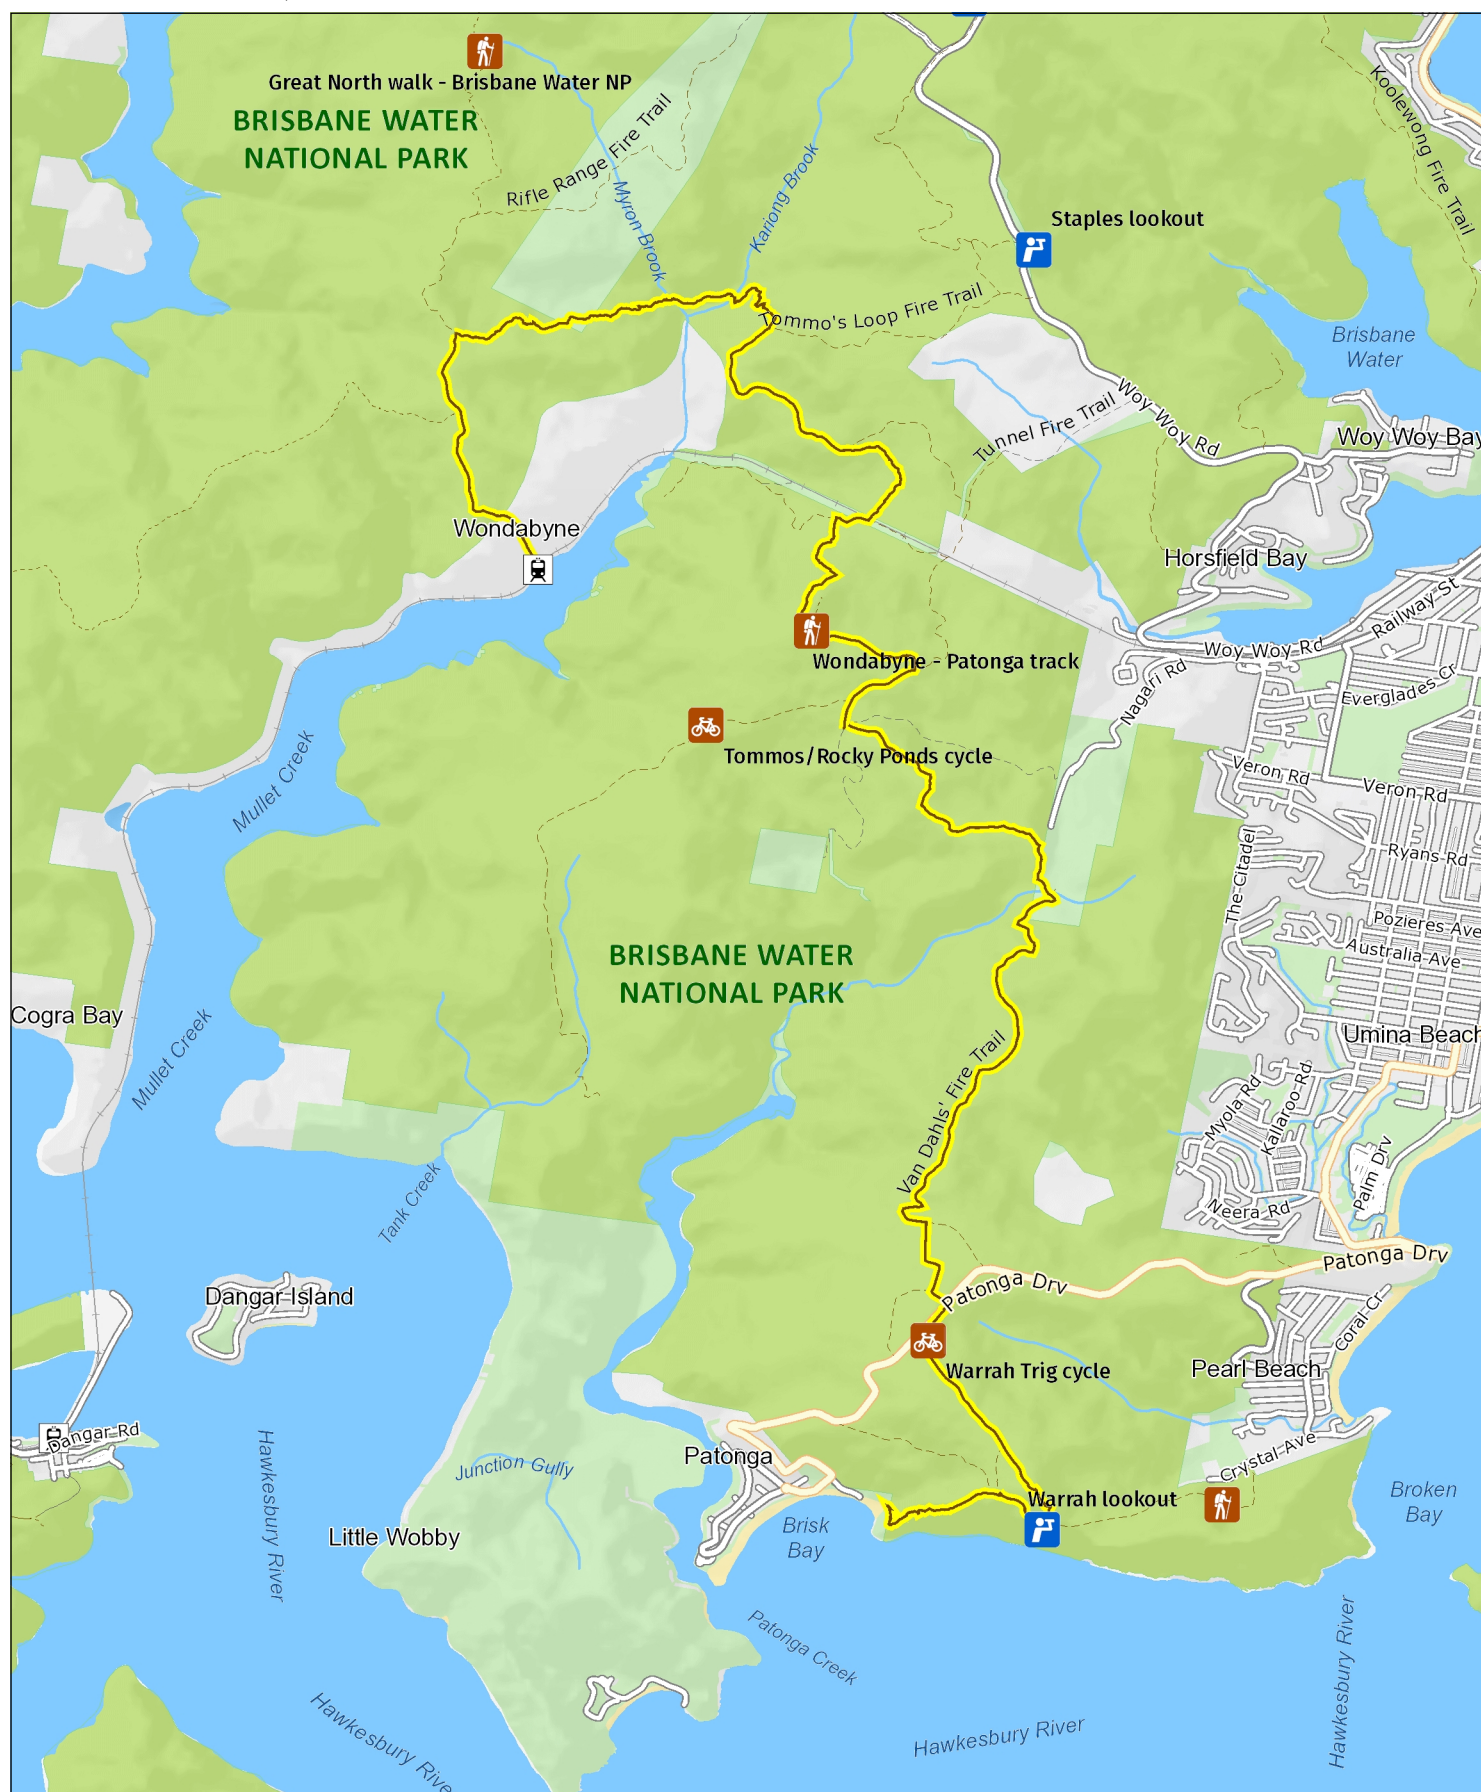 Great North walk - Brisbane Water NP
BRISBANE WATER
NATIONAL PARK
Rifle Range Fire Trail
Myron Brook
Kariong Brook
Koolewong Fire Trail
Staples lookout
Tommo's Loop Fire Trail
Brisbane
Water
Woy Woy Rd
Tunnel Fire Trail
Woy Woy Bay
Wondabyne
Horsfield Bay
Railway St
Woy Woy Rd
Wondabyne - Patonga track
Nagari Rd
Everglades Cr
Tommos/Rocky Ponds cycle
Mullet Creek
Veron Rd
Veron Rd
The Citadel
Ryans Rd
Pozieres Ave
Australia Ave
BRISBANE WATER
NATIONAL PARK
Cogra Bay
Mullet Creek
Umina Beach
Van Dahls' Fire Trail
Myola Rd
Kallaroo Rd
Palm Drv
Tank Creek
Neera Rd
Patonga Drv
Patonga Drv
Dangar Island
Coral Cr
Warrah Trig cycle
Pearl Beach
Dangar Rd
Hawkesbury River
Junction Gully
Patonga
Crystal Ave
Warrah lookout
Broken
Bay
Brisk
Bay
Little Wobby
Patonga Creek
Hawkesbury River
Hawkesbury River
Hawkesbury River